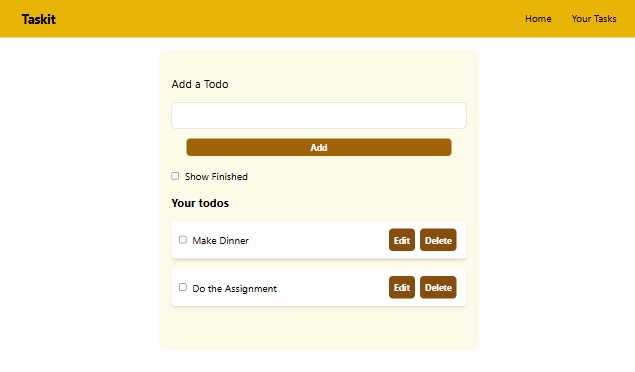 Taskit Home Your Tasks
Add a Todo
Add
Show Finished
Your todos
Make Dinner Edit Delete
Do the Assignment Edit Delete